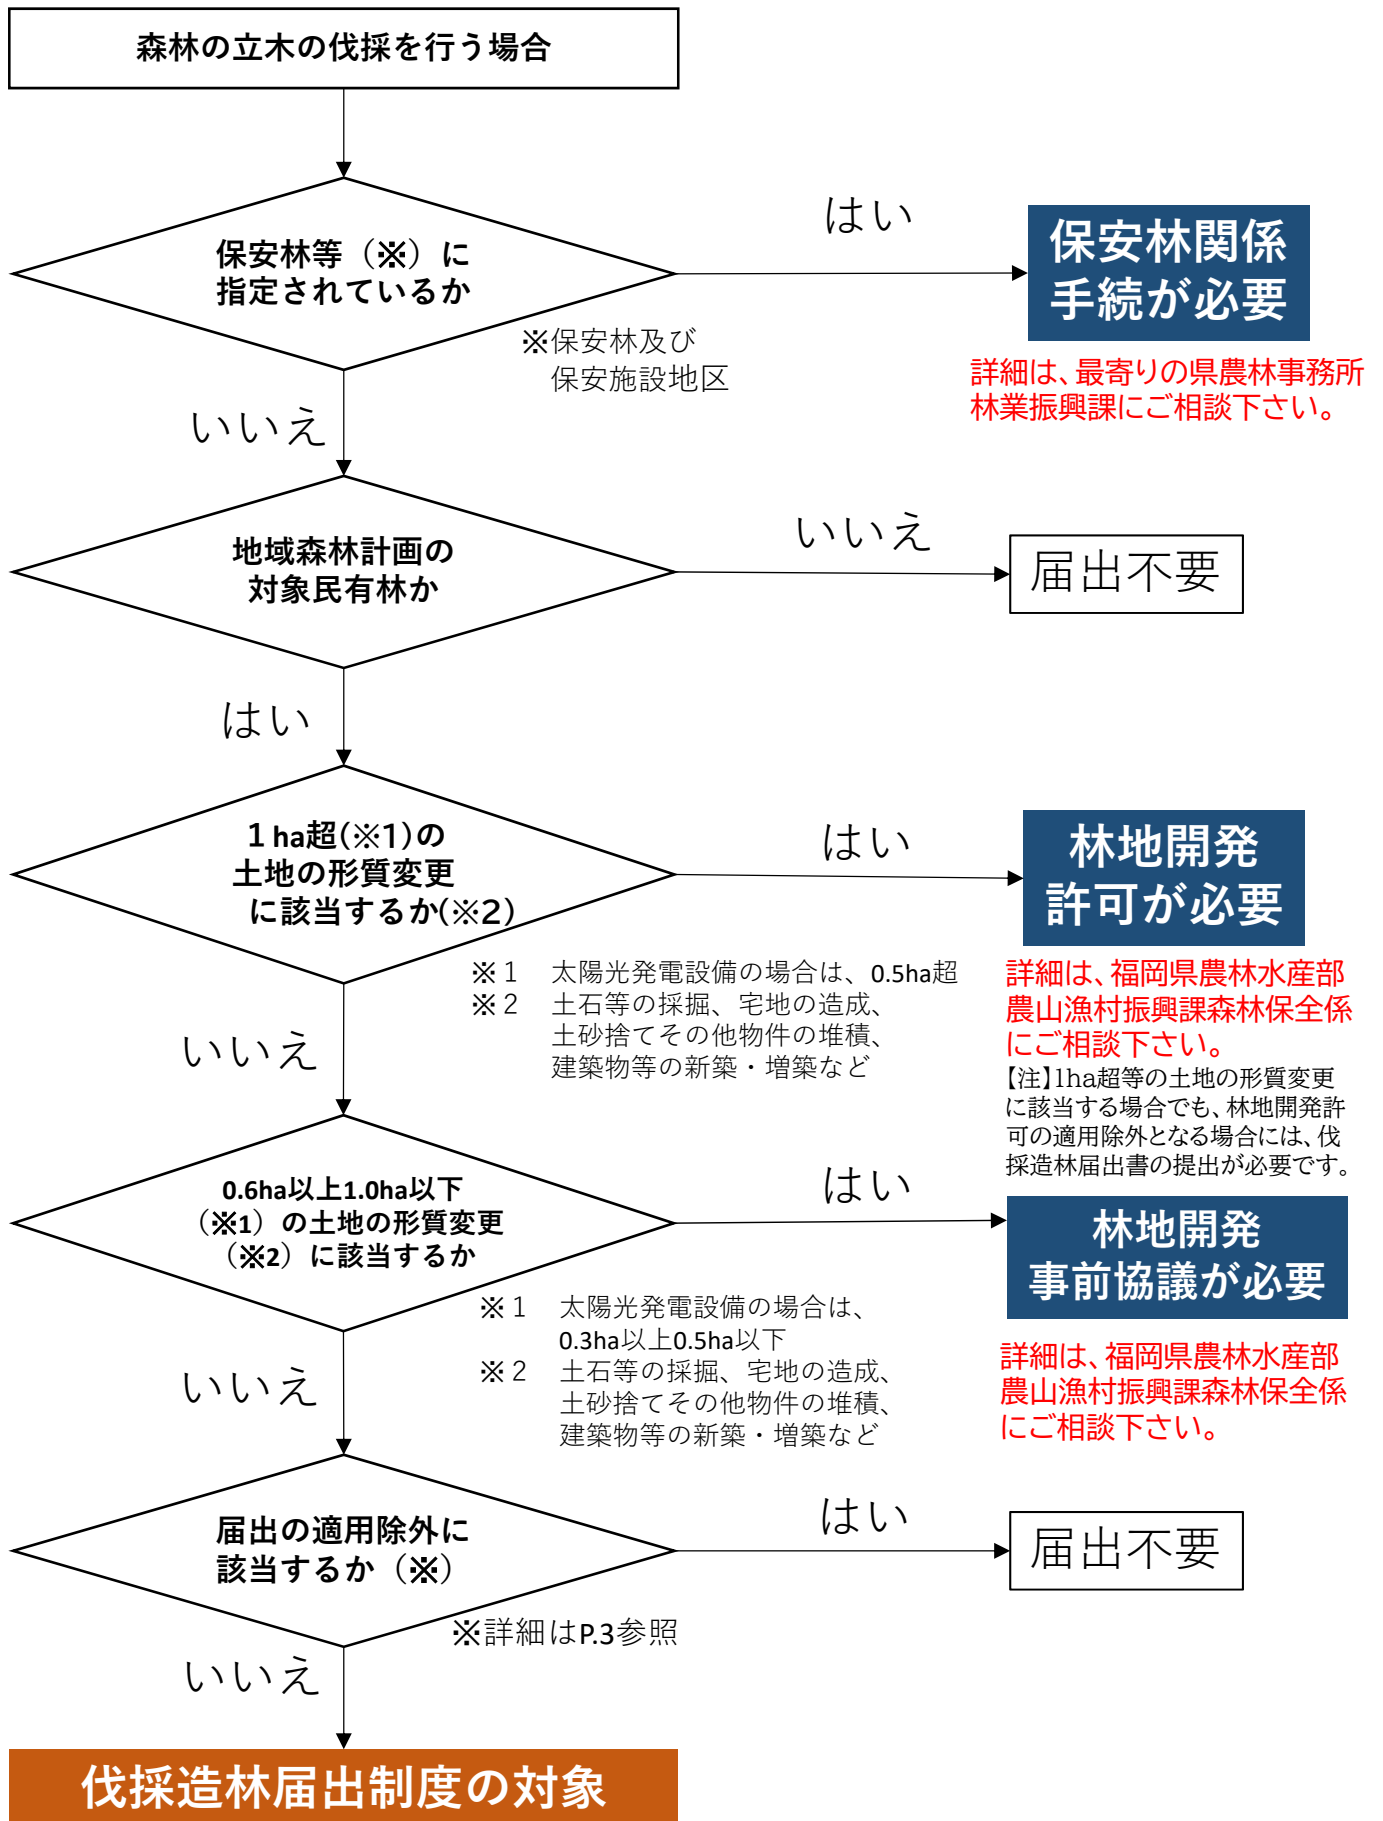 森林の立木の伐採を行う場合
保安林等（※）に
指定されているか
はい
保安林関係
手続が必要
※保安林及び
保安施設地区
詳細は、最寄りの県農林事務所
林業振興課にご相談下さい。
いいえ
地域森林計画の
対象民有林か
いいえ
届出不要
はい
１ha超(※1)の
土地の形質変更
に該当するか(※2)
はい
林地開発
許可が必要
※１　太陽光発電設備の場合は、0.5ha超
※２　土石等の採掘、宅地の造成、
土砂捨てその他物件の堆積、
建築物等の新築・増築など
詳細は、福岡県農林水産部
農山漁村振興課森林保全係
にご相談下さい。
【注】1ha超等の土地の形質変更
に該当する場合でも、林地開発許
可の適用除外となる場合には、伐
採造林届出書の提出が必要です。
いいえ
0.6ha以上1.0ha以下
（※1）の土地の形質変更
（※2）に該当するか
はい
林地開発
事前協議が必要
※１　太陽光発電設備の場合は、
0.3ha以上0.5ha以下
※２　土石等の採掘、宅地の造成、
土砂捨てその他物件の堆積、
建築物等の新築・増築など
詳細は、福岡県農林水産部
農山漁村振興課森林保全係
にご相談下さい。
いいえ
届出の適用除外に
該当するか（※）
はい
届出不要
※詳細はP.3参照
いいえ
伐採造林届出制度の対象